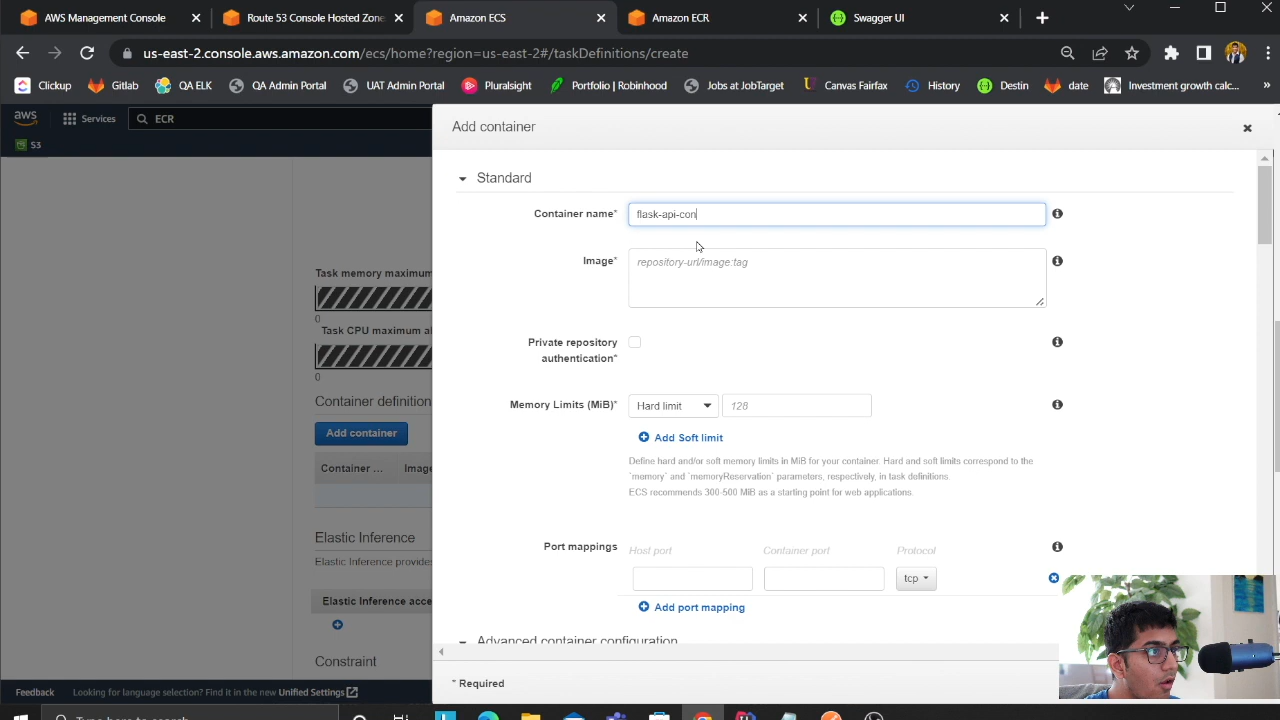 AWS Management Console
Route 53 Console Hosted Zone
Amazon ECS
Amazon ECR
Swagger UI
us-east-2.console.aws.amazon.com/ecs/home?region=us-east-2#/taskDefinitions/create
Clickup
Gitlab
QA ELK
QA Admin Portal
UAT Admin Portal
Pluralsight
Portfolio | Robinhood
Jobs at JobTarget
Canvas Fairfax
History
Destin
date
Investment growth calc...
aws
Services
ECR
S3
Add container
Standard
Container name*
flask-api-con
Image*
repository-url/image:tag
Private repository
authentication*
Memory Limits (MiB)*
Hard limit
128
Add Soft limit
Define hard and/or soft memory limits in MiB for your container. Hard and soft limits correspond to the
`memory` and `memoryReservation` parameters, respectively, in task definitions.
ECS recommends 300-500 MiB as a starting point for web applications.
Port mappings
Host port
Container port
Protocol
tcp
Add port mapping
Advanced container configuration
* Required
Task memory maximum
0
Task CPU maximum al
0
Container definition
Add container
Container ...
Image
Elastic Inference
Elastic Inference provides
Elastic Inference acce
Constraint
Feedback
Looking for language selection? Find it in the new Unified Settings
Type here to search